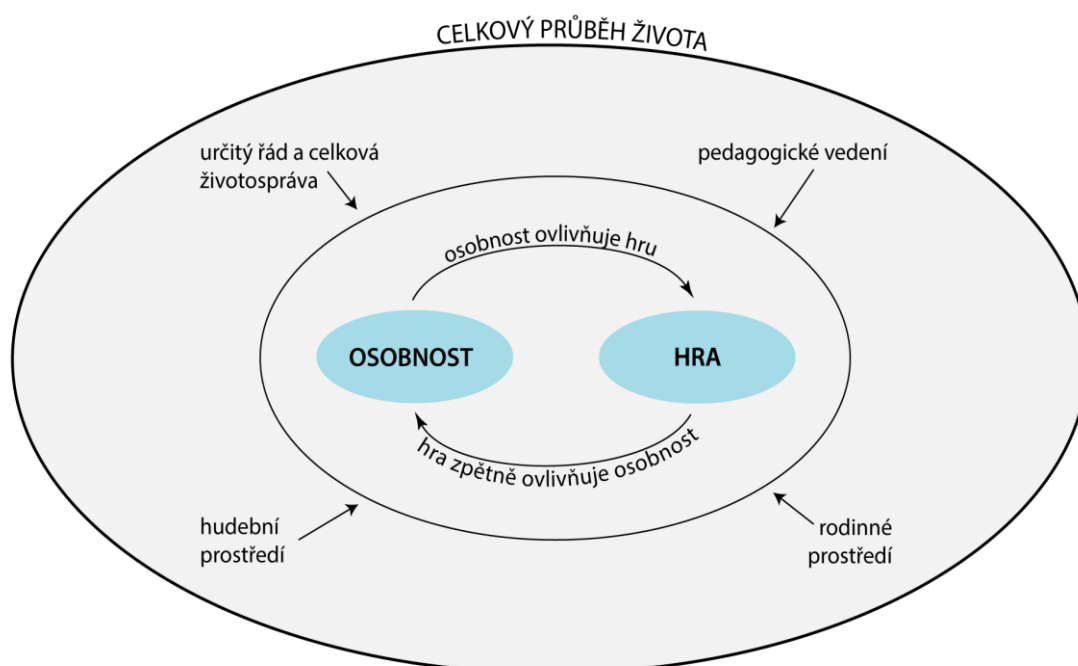 CELKOVÝ PRŮBĚH ŽIVOTA
určitý řád a celková
životospráva
pedagogické vedení
osobnost ovlivňuje hru
OSOBNOST
HRA
hra zpětně ovlivňuje osobnost
hudební
prostředí
rodinné
prostředí